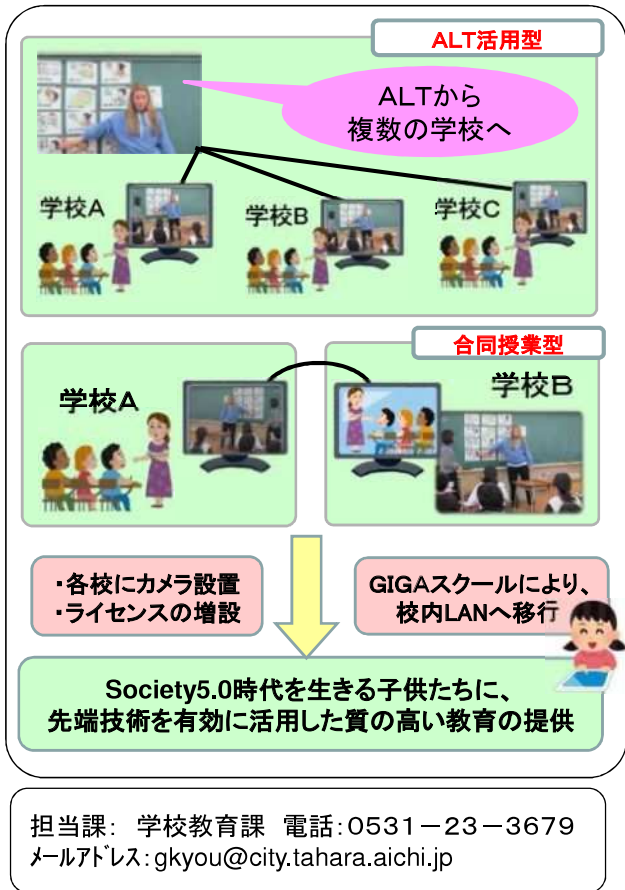 ALT活用型
ALTから
複数の学校へ
学校A
学校B
学校C
合同授業型
学校A
学校B
・各校にカメラ設置
・ライセンスの増設
GIGAスクールにより、
校内LANへ移行
Society5.0時代を生きる子供たちに、
先端技術を有効に活用した質の高い教育の提供
担当課：　学校教育課　電話：０５３１－２３－３６７９
メールアドレス：gkyou@city.tahara.aichi.jp